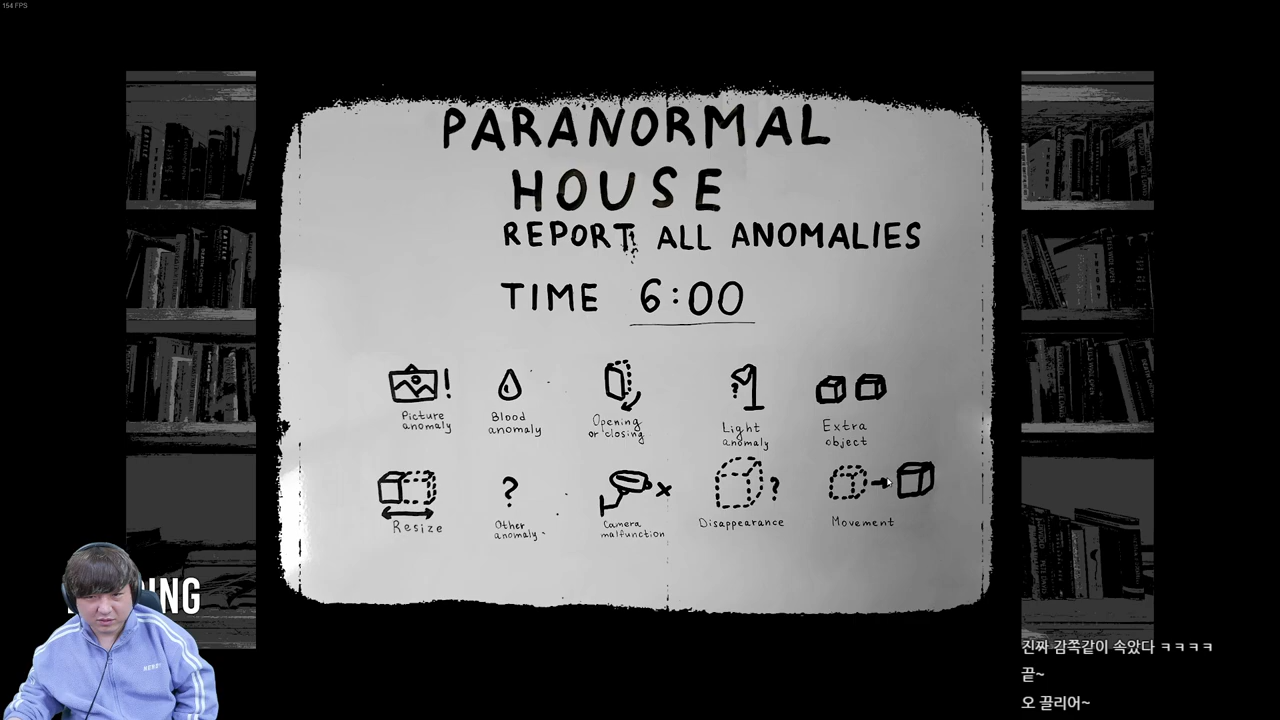 154 FPS
PARANORMAL
HOUSE
REPORT ALL ANOMALIES
TIME 6:00
Picture anomaly
Blood anomaly
Opening or closing
Light anomaly
Extra object
Resize
Other anomaly
Camera malfunction
Disappearance
Movement
진짜 감쪽같이 속았다 ㅋㅋㅋㅋ
끝~
오 끌리어~